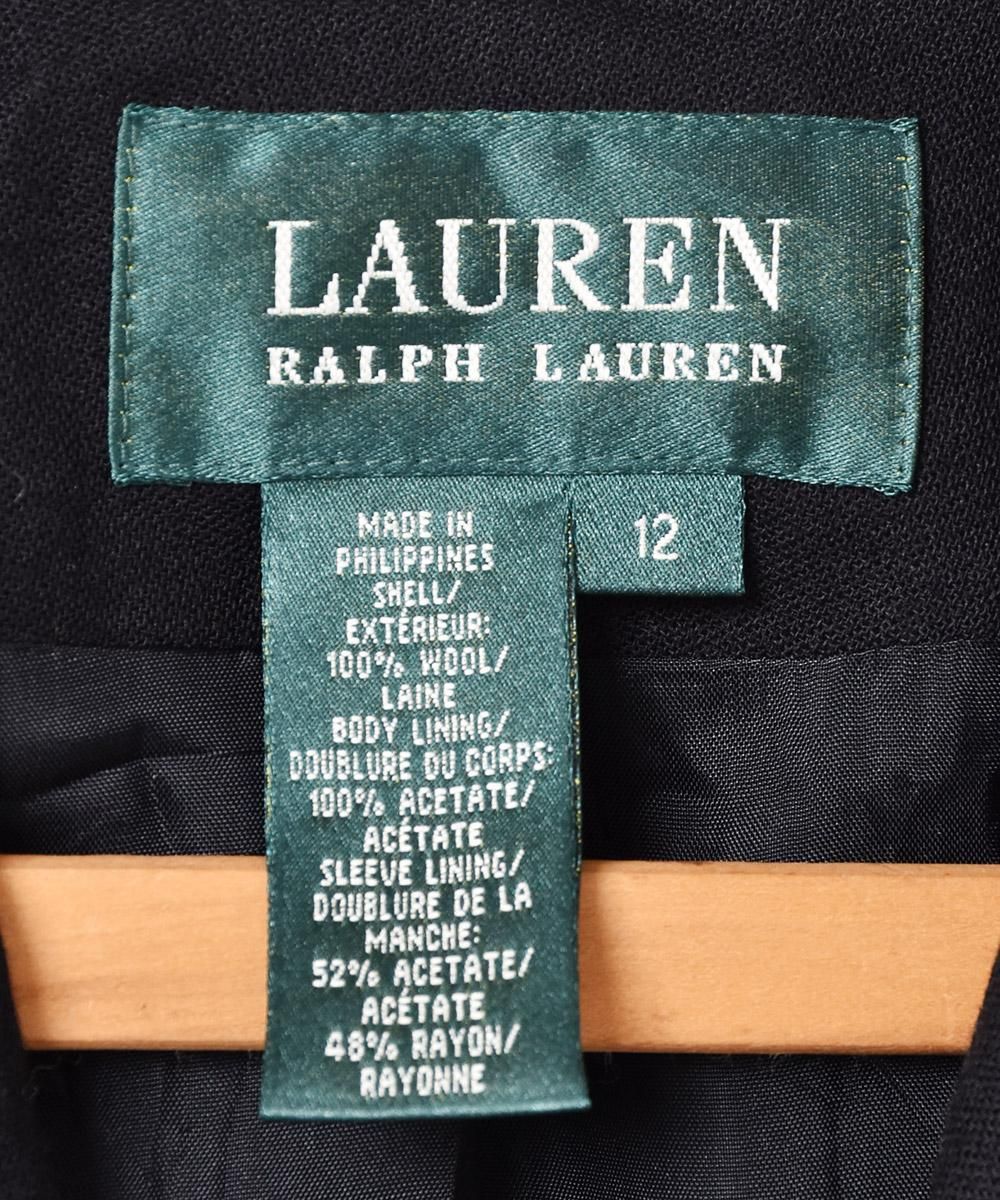 LAUREN
RALPH LAUREN
12
MADE IN
PHILIPPINES
SHELL/
EXTÉRIEUR:
100% WOOL/
LAINE
BODY LINING/
DOUBLURE DU CORPS:
100% ACETATE/
ACÉTATE
SLEEVE LINING/
DOUBLURE DE LA
MANCHE:
52% ACETATE/
ACÉTATE
48% RAYON/
RAYONNE